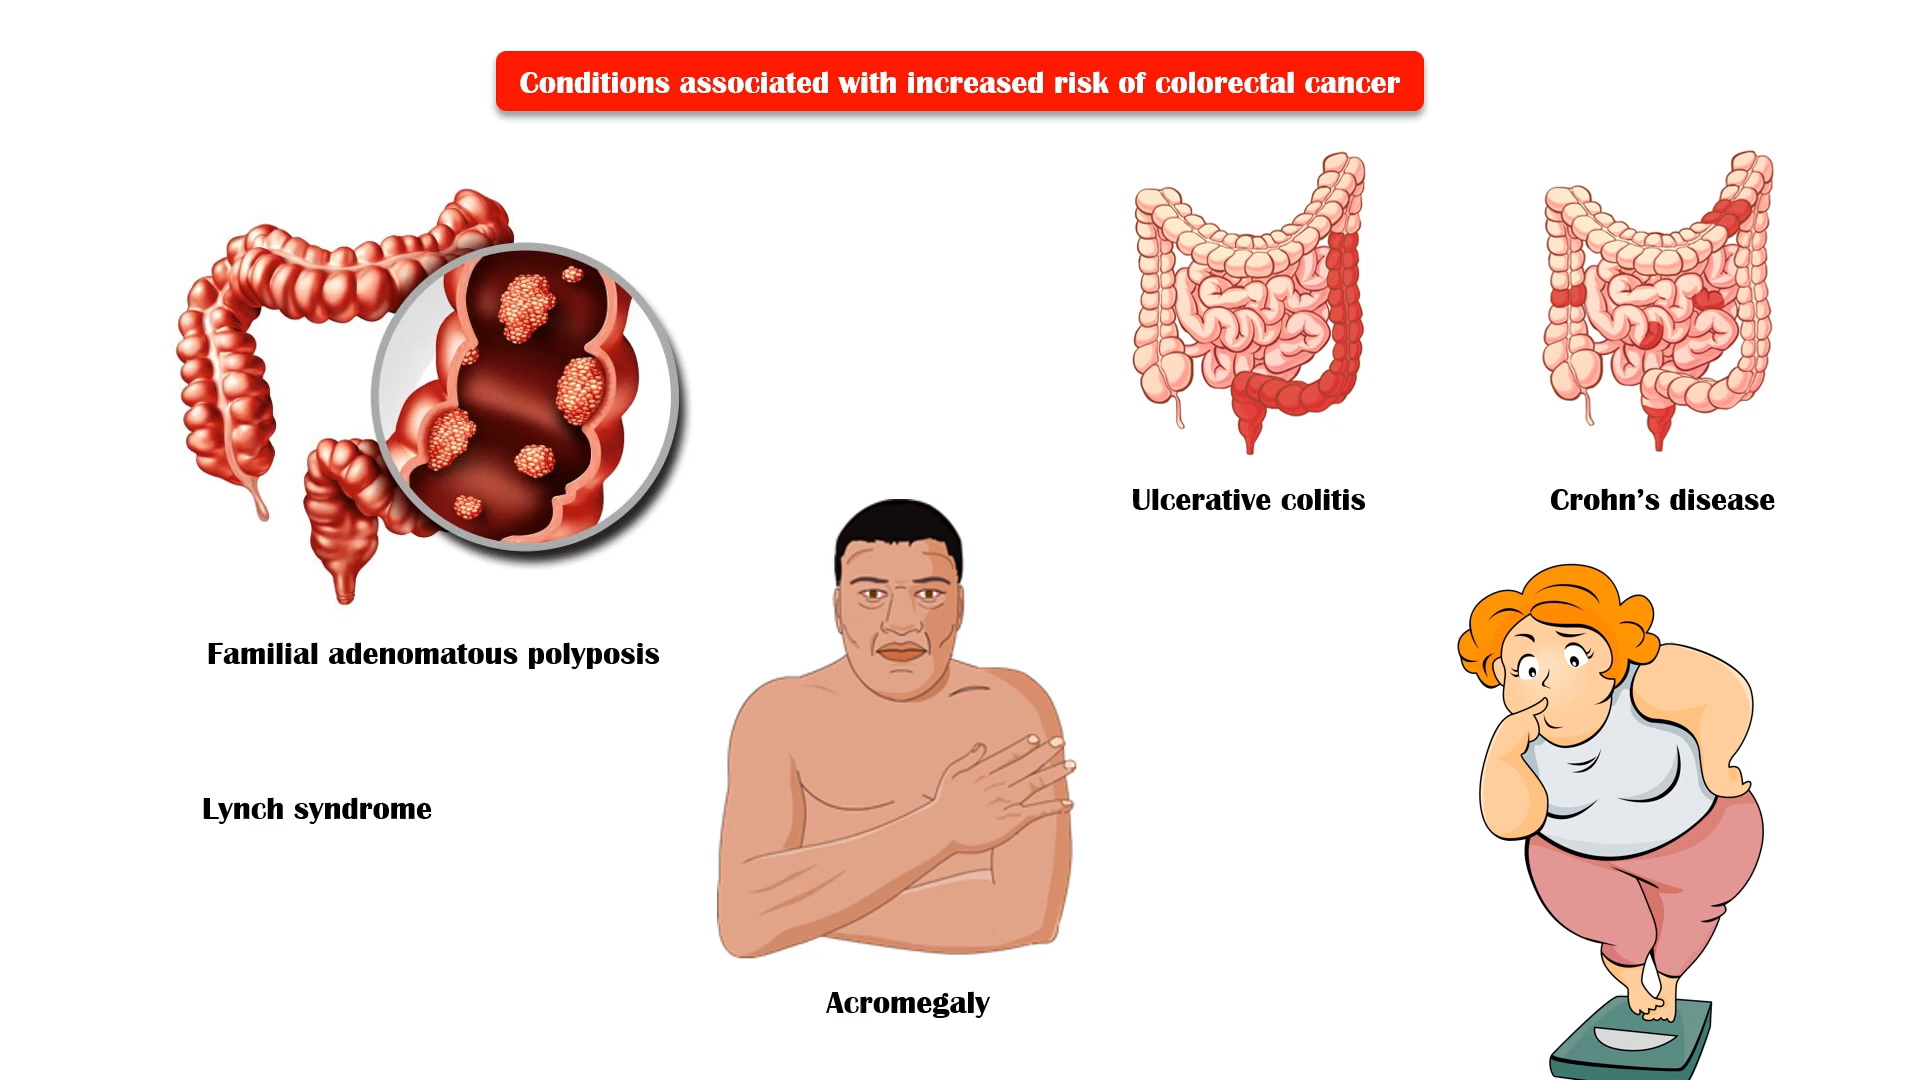 Conditions associated with increased risk of colorectal cancer
Ulcerative colitis
Crohn’s disease
Familial adenomatous polyposis
Lynch syndrome
Acromegaly